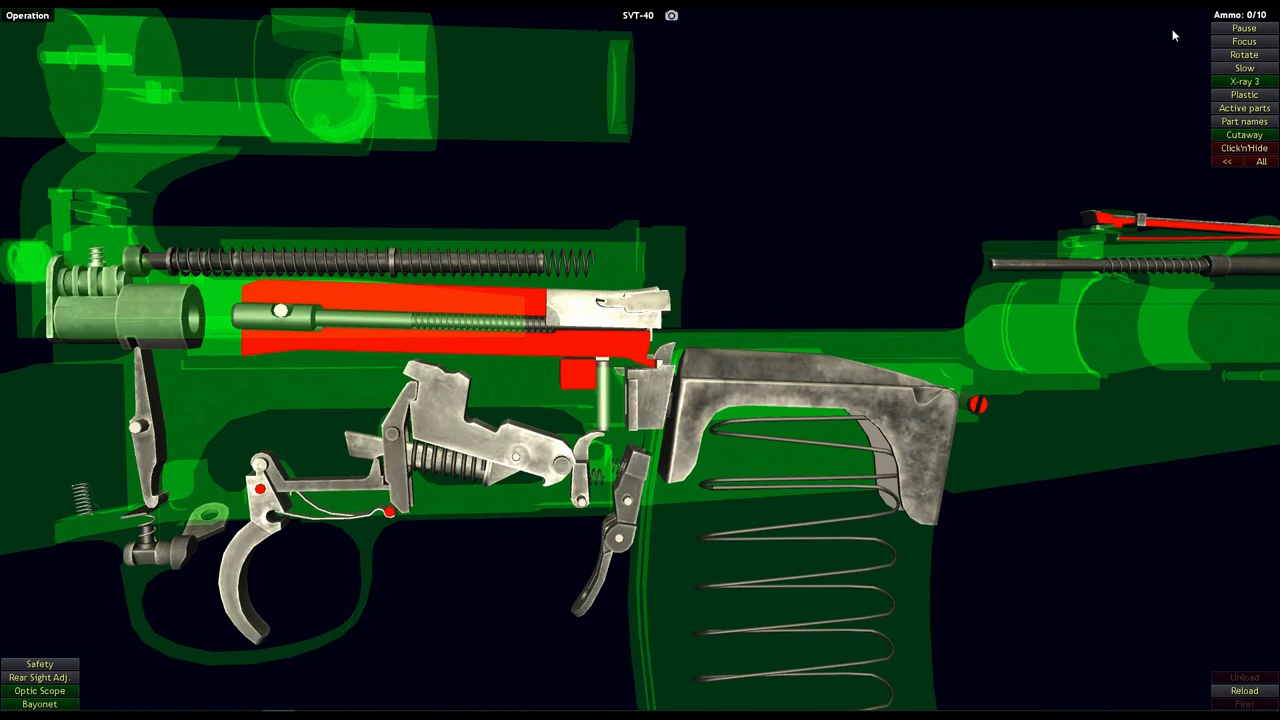 Operation
SVT-40
Ammo: 0/10
Pause
Focus
Rotate
Slow
X-ray 3
Plastic
Active parts
Part names
Cutaway
Click'n'Hide
<< All
Safety
Rear Sight Adj.
Optic Scope
Bayonet
Unload
Reload
Fire!